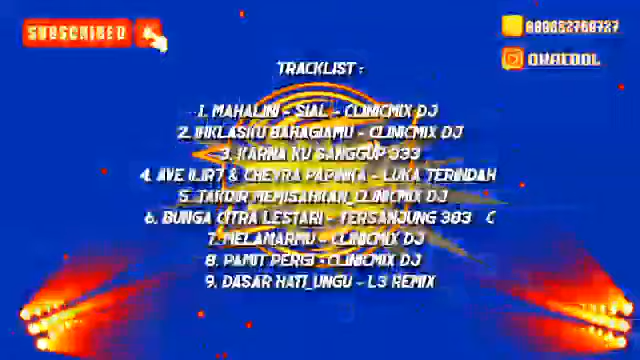 SUBSCRIBED
TRACKLIST :
1. MAHALINI - SIAL - CLINICMIX DJ
2. IHKLASKU BAHAGIAMU - CLINICMIX DJ
3. KARNA KU SANGGUP 333
4. AVE ILIR7 & CHEVRA PAPINKA - LUKA TERINDAH
5. TAKDIR MEMISAHKAN_CLINICMIX DJ
6. BUNGA CITRA LESTARI - TERSANJUNG 383 C
7. MELAMARMU - CLINICMIX DJ
8. PAMIT PERGI - CLINICMIX DJ
9. DASAR HATI_UNGU - L3 REMIX